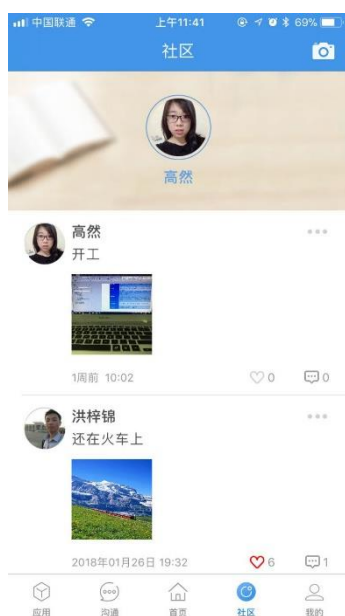 中国联通 上午11:41 69%
社区
高然
高然
开工
1周前 10:02 0 0
洪梓锦
还在火车上
2018年01月26日 19:32 6 1
应用 沟通 首页 社区 我的